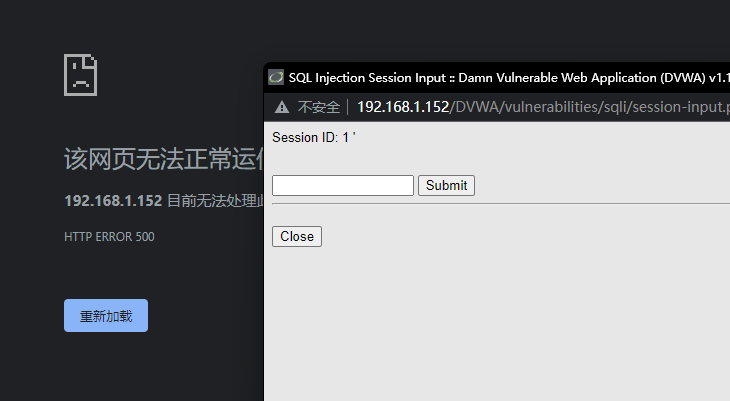 SQL Injection Session Input :: Damn Vulnerable Web Application (DVWA) v1.1
不安全 192.168.1.152/DVWA/vulnerabilities/sqli/session-input.p
Session ID: 1 '
Submit
Close
该网页无法正常运
192.168.1.152 目前无法处理
HTTP ERROR 500
重新加载